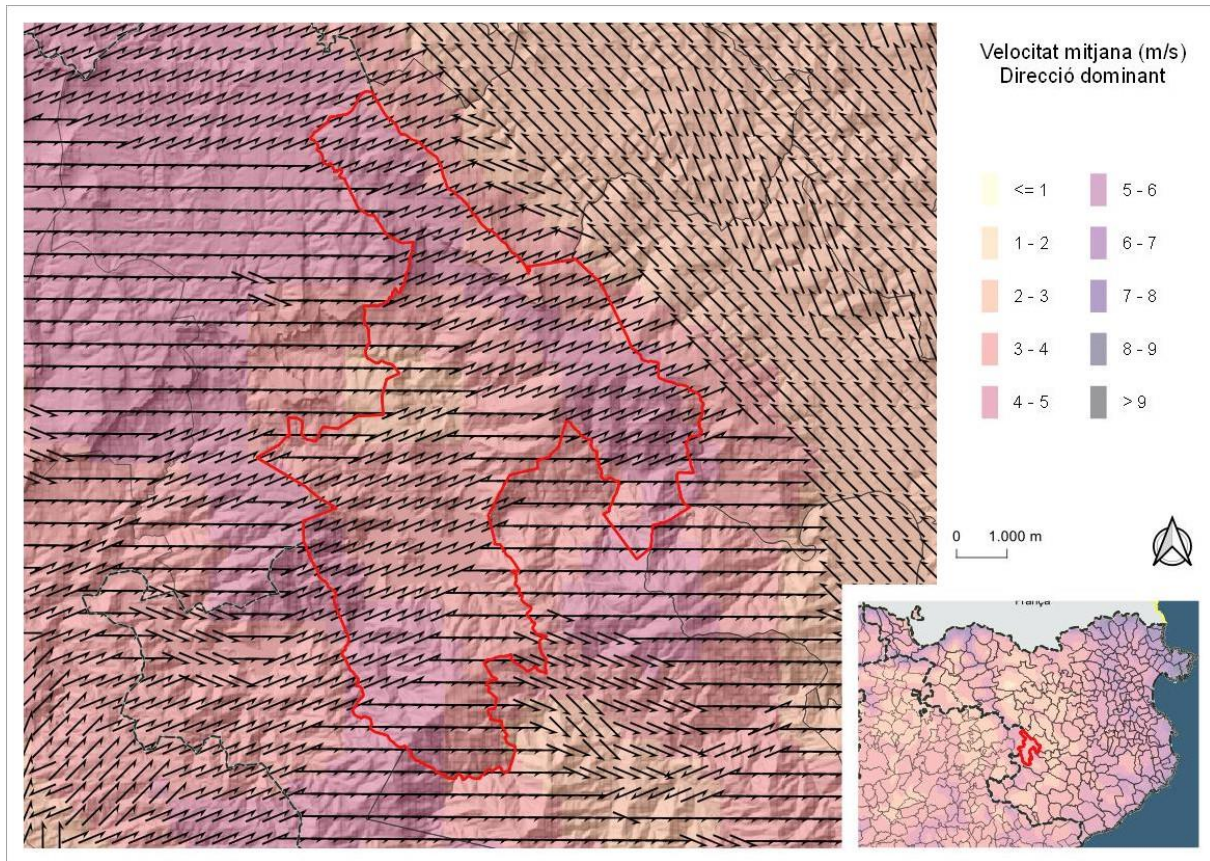 Velocitat mitjana (m/s)
Direcció dominant
<= 1
1 - 2
2 - 3
3 - 4
4 - 5
5 - 6
6 - 7
7 - 8
8 - 9
> 9
0 1.000 m
França